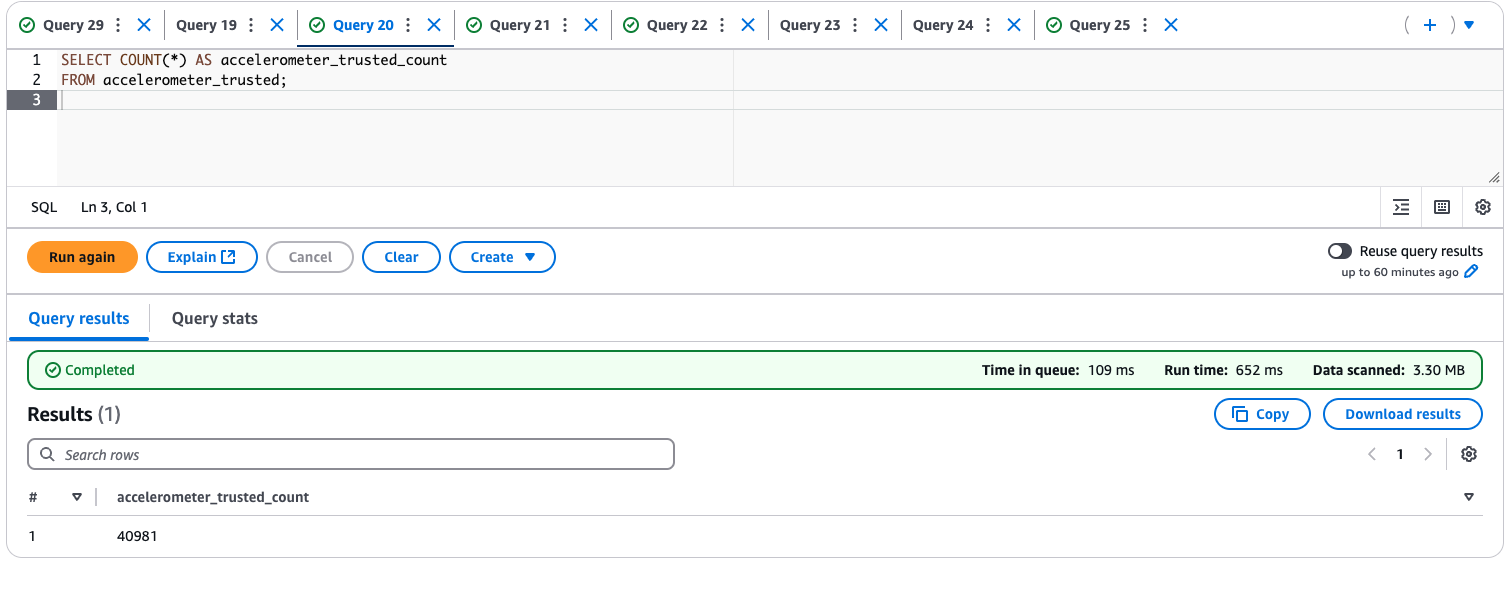 Query 29 Query 19 Query 20 Query 21 Query 22 Query 23 Query 24 Query 25
1 SELECT COUNT(*) AS accelerometer_trusted_count
2 FROM accelerometer_trusted;
3
SQL Ln 3, Col 1
Run again Explain Cancel Clear Create Reuse query results
up to 60 minutes ago
Query results Query stats
Completed Time in queue: 109 ms Run time: 652 ms Data scanned: 3.30 MB
Results (1) Copy Download results
Search rows 1
# accelerometer_trusted_count
1 40981